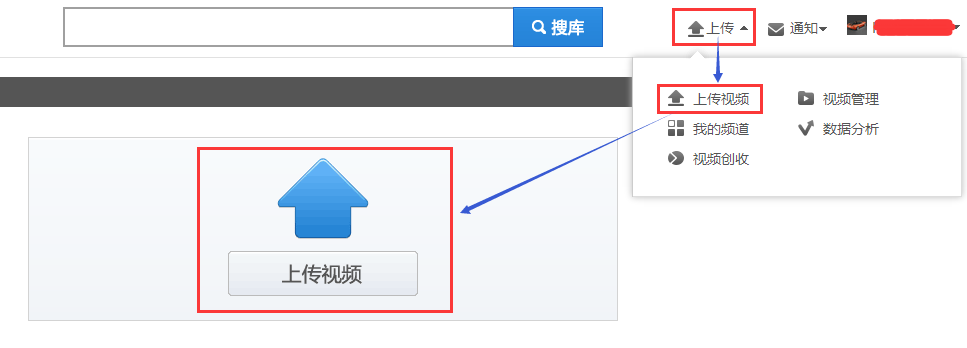 搜库
上传
通知
上传视频
视频管理
我的频道
数据分析
视频创收
上传视频